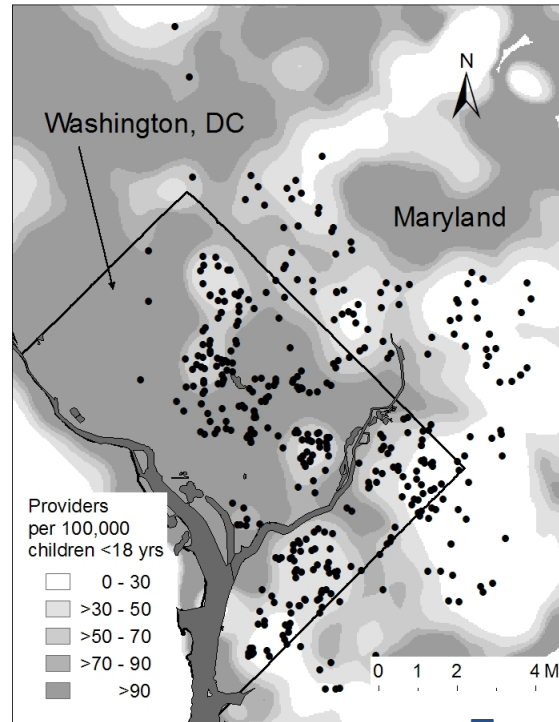 N
Washington, DC
Maryland
Providers
per 100,000
children <18 yrs
0 - 30
>30 - 50
>50 - 70
>70 - 90
>90
0 1 2 4 M